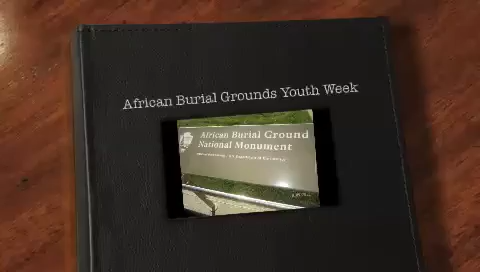 African Burial Grounds Youth Week
African Burial Ground
National Monument